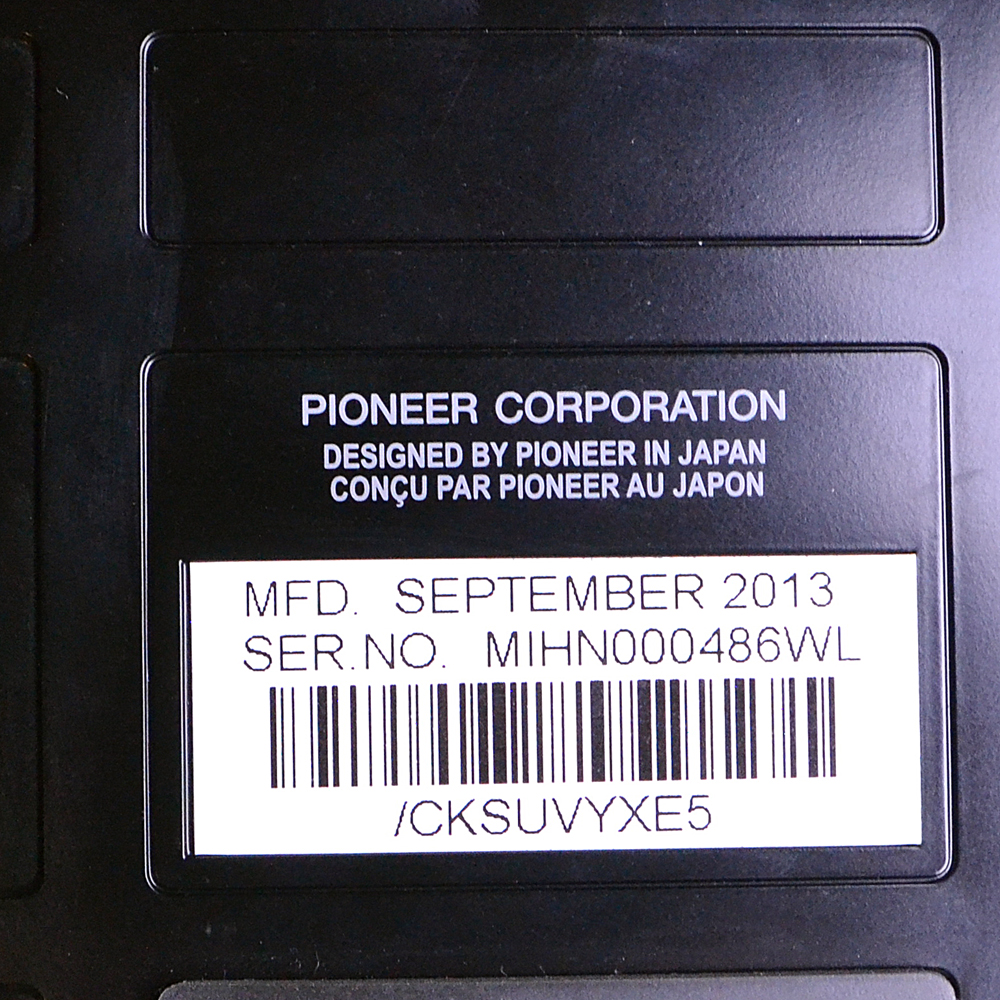 PIONEER CORPORATION
DESIGNED BY PIONEER IN JAPAN
CONÇU PAR PIONEER AU JAPON
MFD. SEPTEMBER 2013
SER.NO. MIHN000486WL
/CKSUVYXE5